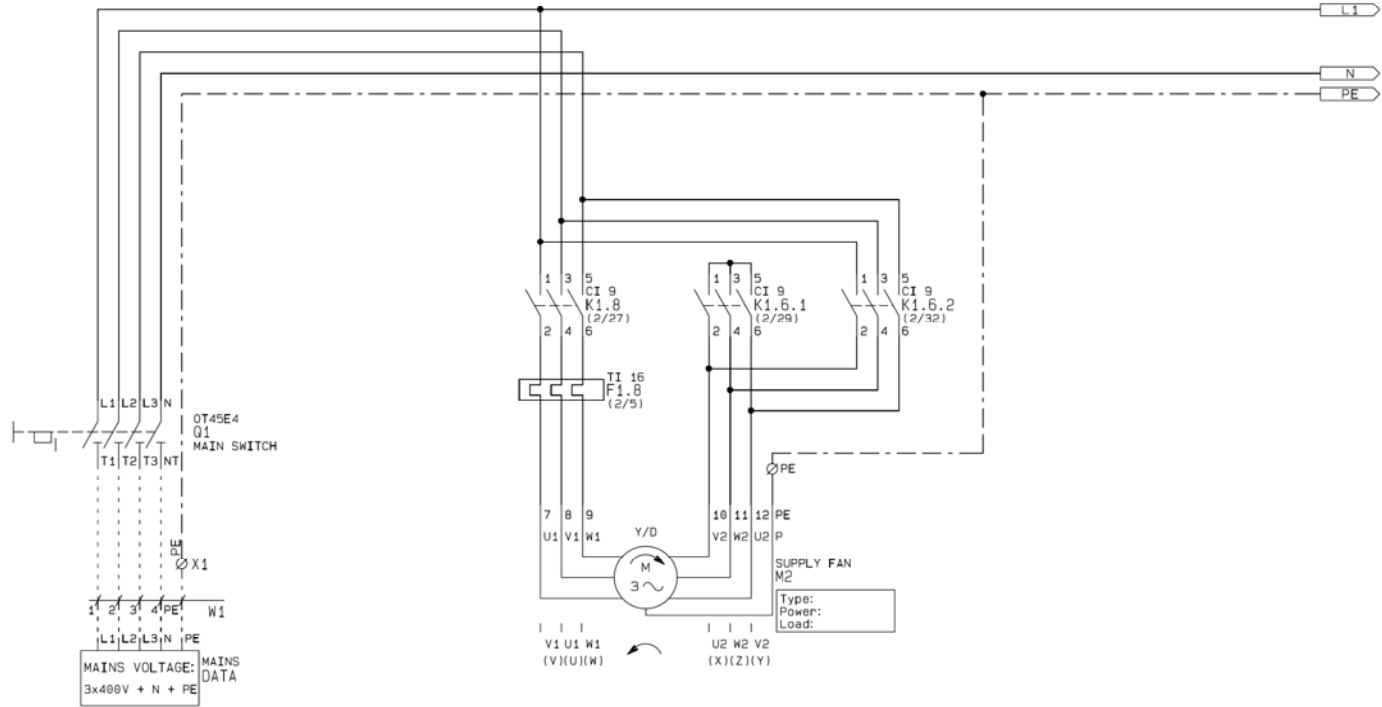 L1
N
PE
1 3 5
CI 9
K1.8
(2/27)
2 4 6
1 3 5
CI 9
K1.6.1
(2/29)
2 4 6
1 3 5
CI 9
K1.6.2
(2/32)
2 4 6
TI 16
F1.8
(2/5)
L1 L2 L3 N
OT45E4
Q1
MAIN SWITCH
T1 T2 T3 NT
PE
7 8 9
10 11 12 PE
U1 V1 W1
Y/D
V2 W2 U2 P
M
3
PE
X1
SUPPLY FAN
M2
Type:
Power:
Load:
1 2 3 4 PE W1
L1 L2 L3 N PE
MAINS VOLTAGE:
3x400V + N + PE
MAINS
DATA
V1 U1 W1
(V)(U)(W)
U2 W2 V2
(X)(Z)(Y)